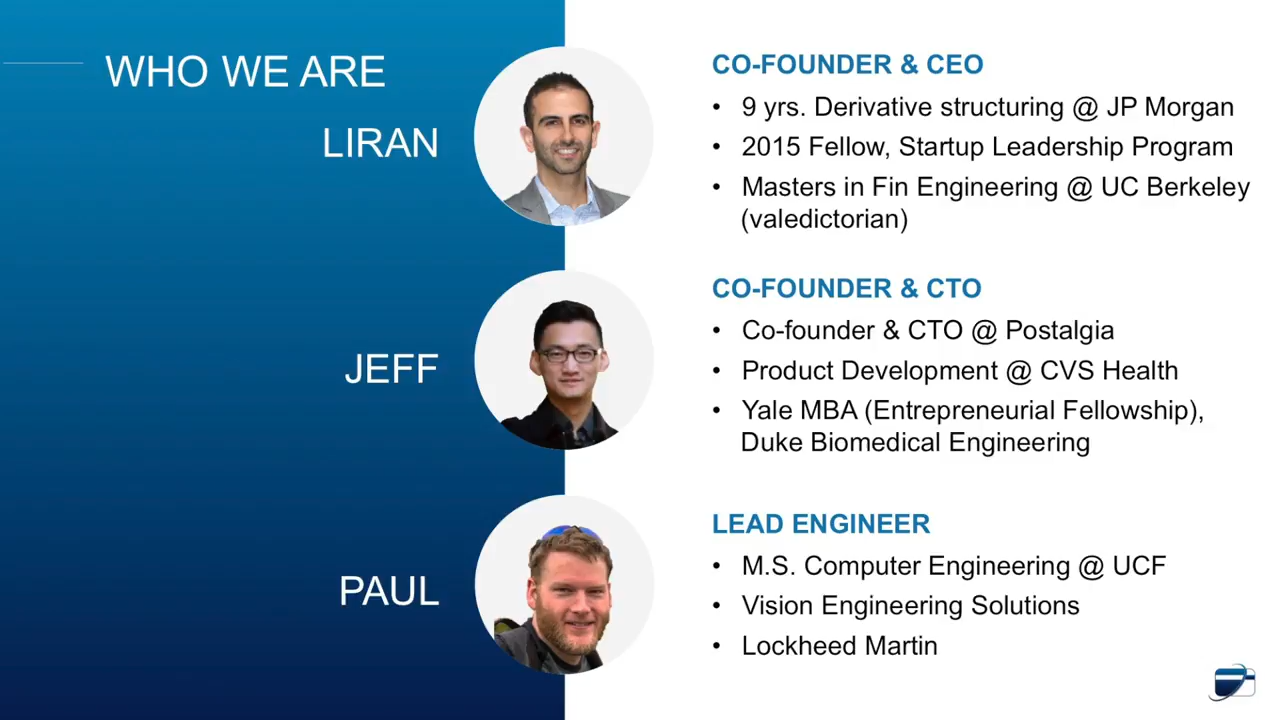 WHO WE ARE
LIRAN
CO-FOUNDER & CEO
• 9 yrs. Derivative structuring @ JP Morgan
• 2015 Fellow, Startup Leadership Program
• Masters in Fin Engineering @ UC Berkeley
(valedictorian)
JEFF
CO-FOUNDER & CTO
• Co-founder & CTO @ Postalgia
• Product Development @ CVS Health
• Yale MBA (Entrepreneurial Fellowship),
Duke Biomedical Engineering
PAUL
LEAD ENGINEER
• M.S. Computer Engineering @ UCF
• Vision Engineering Solutions
• Lockheed Martin